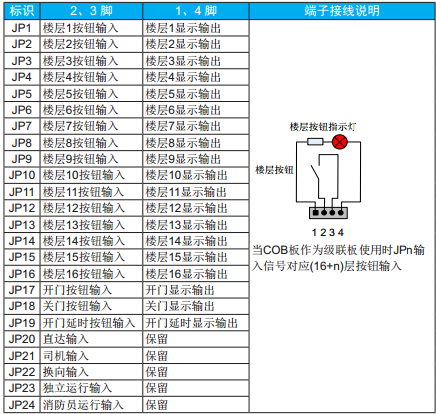 标识 2、3 脚 1、4 脚 端子接线说明
JP1 楼层1按钮输入 楼层1显示输出
JP2 楼层2按钮输入 楼层2显示输出
JP3 楼层3按钮输入 楼层3显示输出
JP4 楼层4按钮输入 楼层4显示输出
JP5 楼层5按钮输入 楼层5显示输出
JP6 楼层6按钮输入 楼层6显示输出
JP7 楼层7按钮输入 楼层7显示输出
JP8 楼层8按钮输入 楼层8显示输出
JP9 楼层9按钮输入 楼层9显示输出
JP10 楼层10按钮输入 楼层10显示输出
JP11 楼层11按钮输入 楼层11显示输出
JP12 楼层12按钮输入 楼层12显示输出
JP13 楼层13按钮输入 楼层13显示输出
JP14 楼层14按钮输入 楼层14显示输出
JP15 楼层15按钮输入 楼层15显示输出
JP16 楼层16按钮输入 楼层16显示输出
JP17 开门按钮输入 开门显示输出
JP18 关门按钮输入 关门显示输出
JP19 开门延时按钮输入 开门延时显示输出
JP20 直达输入 保留
JP21 司机输入 保留
JP22 换向输入 保留
JP23 独立运行输入 保留
JP24 消防员运行输入 保留
楼层按钮指示灯
楼层按钮
1 2 3 4
当COB板作为级联板使用时JPn输
入信号对应(16+n)层按钮输入